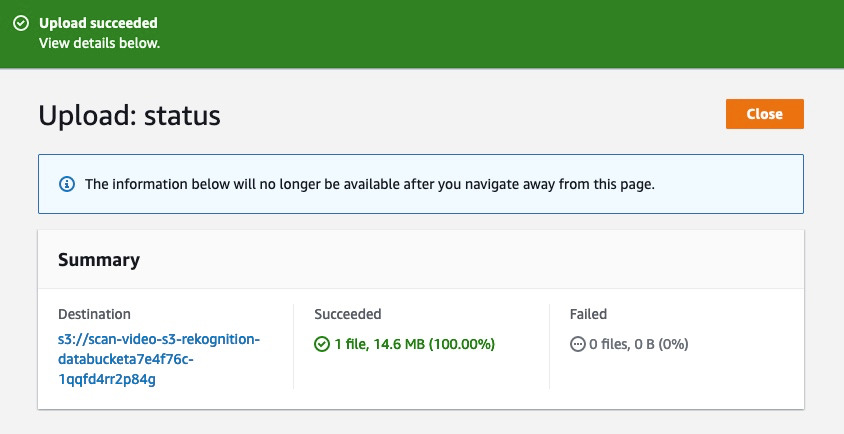 Upload succeeded
View details below.
Upload: status
Close
The information below will no longer be available after you navigate away from this page.
Summary
Destination
s3://scan-video-s3-rekognition-
databucketa7e4f76c-
1qqfd4rr2p84g
Succeeded
1 file, 14.6 MB (100.00%)
Failed
0 files, 0 B (0%)